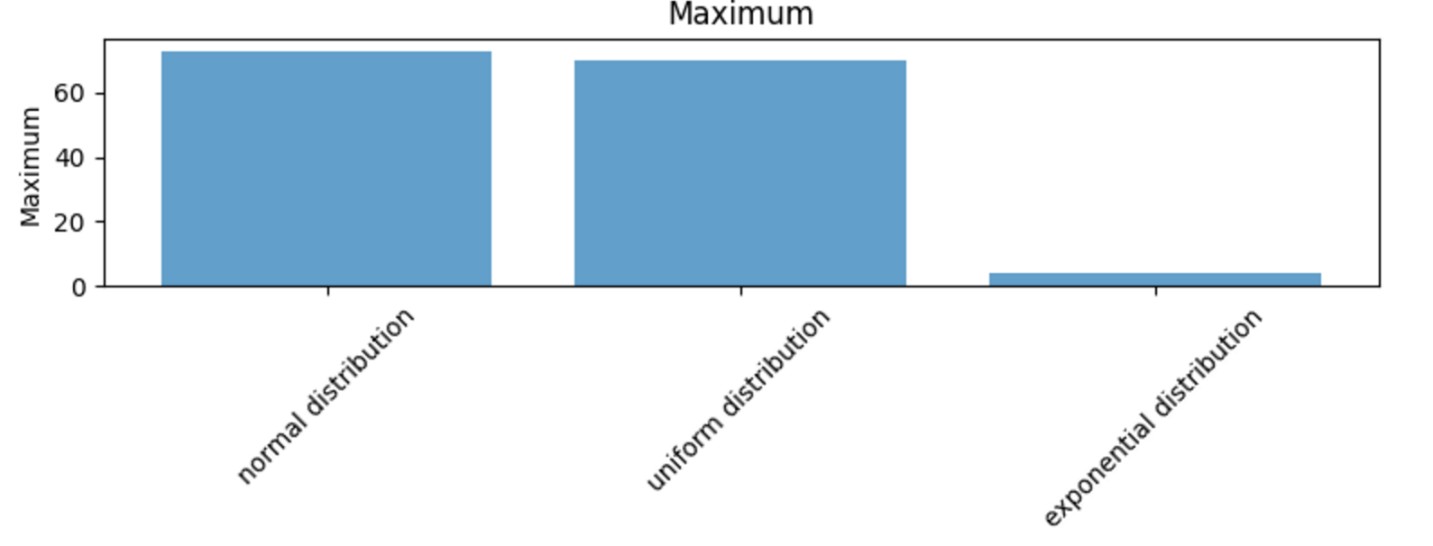 Maximum
Maximum
60
40
20
0
normal distribution
uniform distribution
exponential distribution